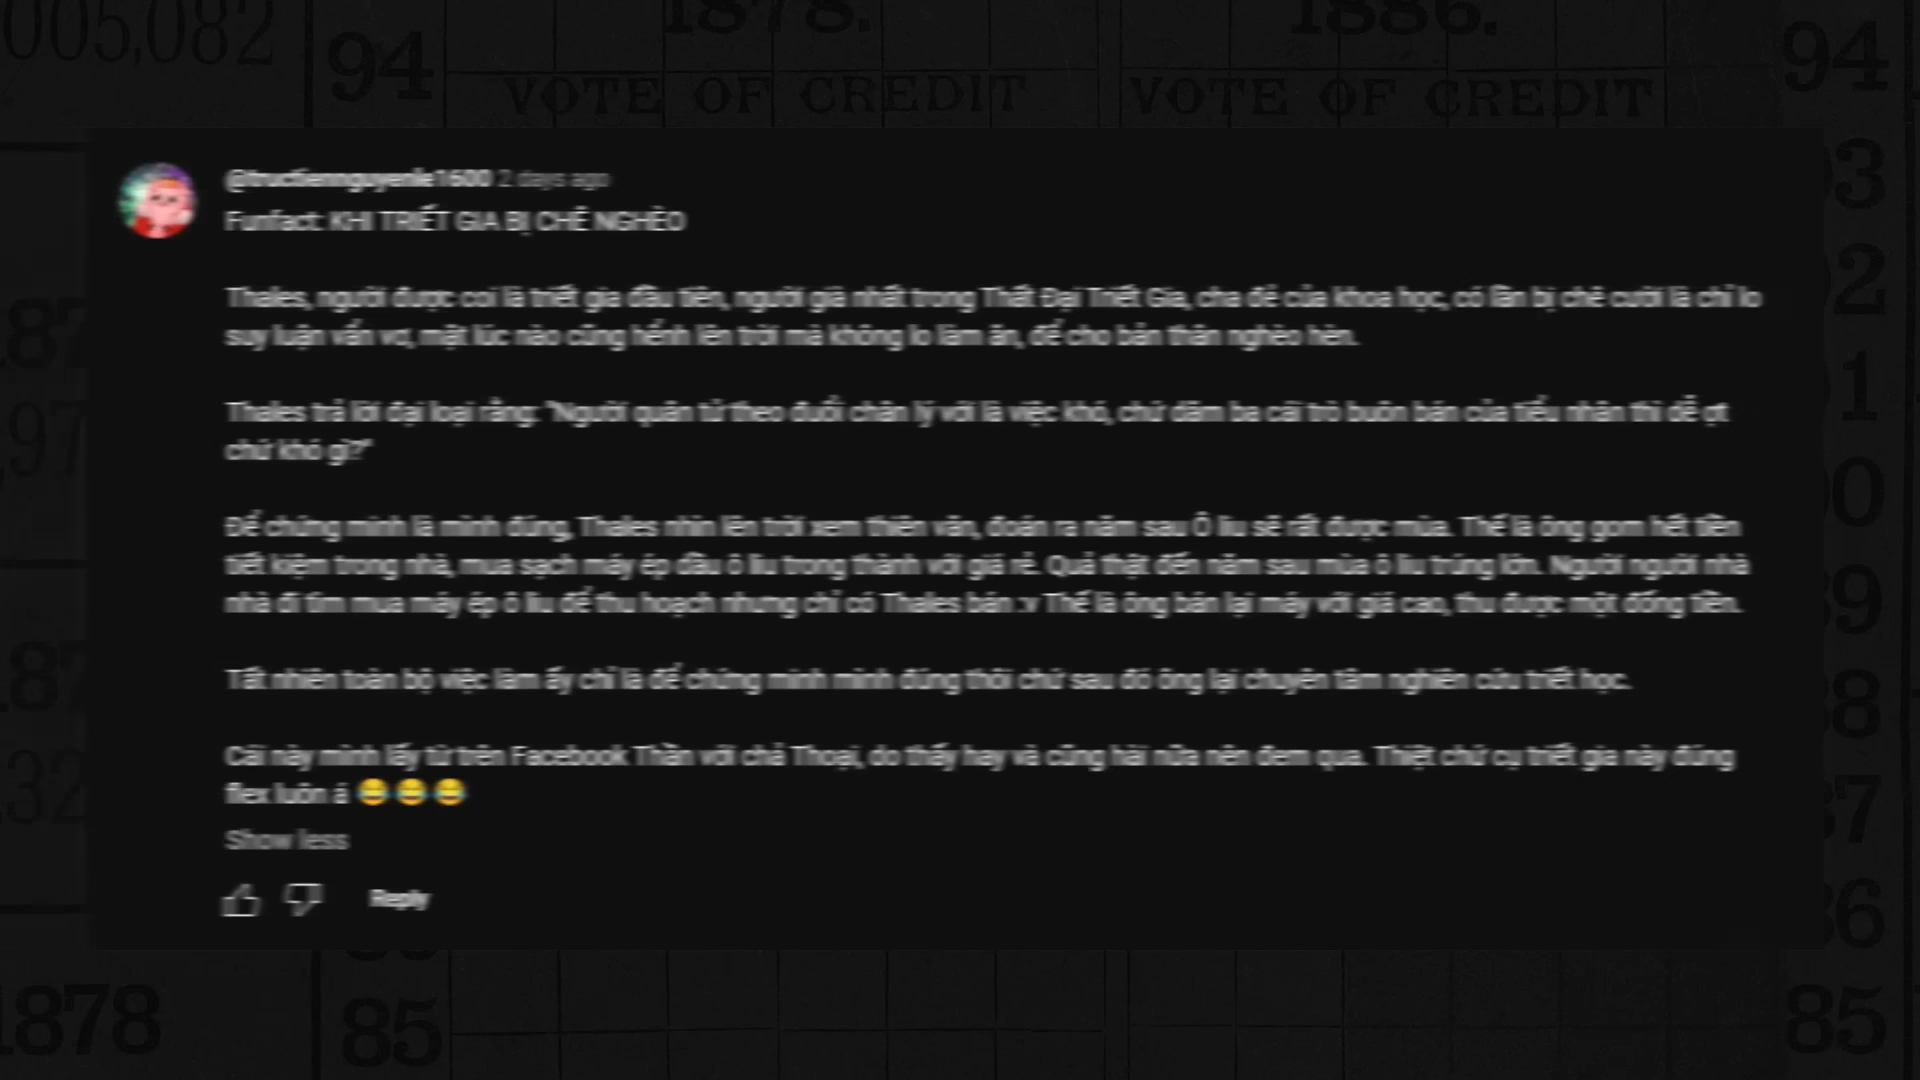 005,082
94
1878.
1886.
94
VOTE OF CREDIT
VOTE OF CREDIT
@tructiennguyenle1600 2 days ago
Funfact: KHI TRIẾT GIA BỊ CHÊ NGHÈO
Thales, người được coi là triết gia đầu tiên, người già nhất trong Thất Đại Triết Gia, cha đẻ của khoa học, có lần bị chê cười là chỉ lo
suy luận vẩn vơ, mặt lúc nào cũng hếnh lên trời mà không lo làm ăn, để cho bản thân nghèo hèn.
Thales trả lời đại loại rằng: "Người quân tử theo đuổi chân lý với là việc khó, chứ dăm ba cái trò buôn bán của tiểu nhân thì dễ ợt
chứ khó gì?"
Để chứng minh là mình đúng, Thales nhìn lên trời xem thiên văn, đoán ra năm sau Ô liu sẽ rất được mùa. Thế là ông gom hết tiền
tiết kiệm trong nhà, mua sạch máy ép dầu ô liu trong thành với giá rẻ. Quả thật đến năm sau mùa ô liu trúng lớn. Người người nhà
nhà đi tìm mua máy ép ô liu để thu hoạch nhưng chỉ có Thales bán :v Thế là ông bán lại máy với giá cao, thu được một đống tiền.
Tất nhiên toàn bộ việc làm ấy chỉ là để chứng minh mình đúng thôi chứ sau đó ông lại chuyên tâm nghiên cứu triết học.
Cái này mình lấy từ trên Facebook Thần với chả Thoại, do thấy hay và cũng hài nữa nên đem qua. Thiệt chứ cụ triết gia này đúng
flex luôn á 😂😂😂
Show less
Reply
1878
85
85